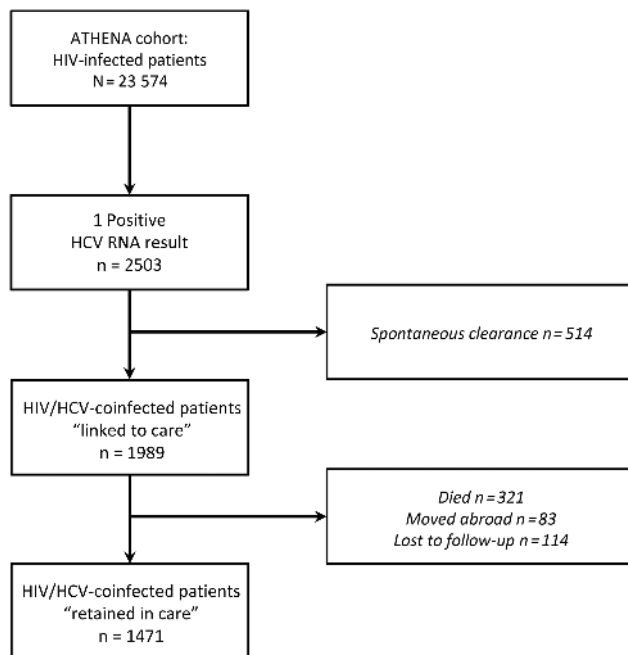 ATHENA cohort:
HIV-infected patients
N = 23 574
1 Positive
HCV RNA result
n = 2503
Spontaneous clearance n = 514
HIV/HCV-coinfected patients
“linked to care”
n = 1989
Died n = 321
Moved abroad n = 83
Lost to follow-up n = 114
HIV/HCV-coinfected patients
“retained in care”
n = 1471